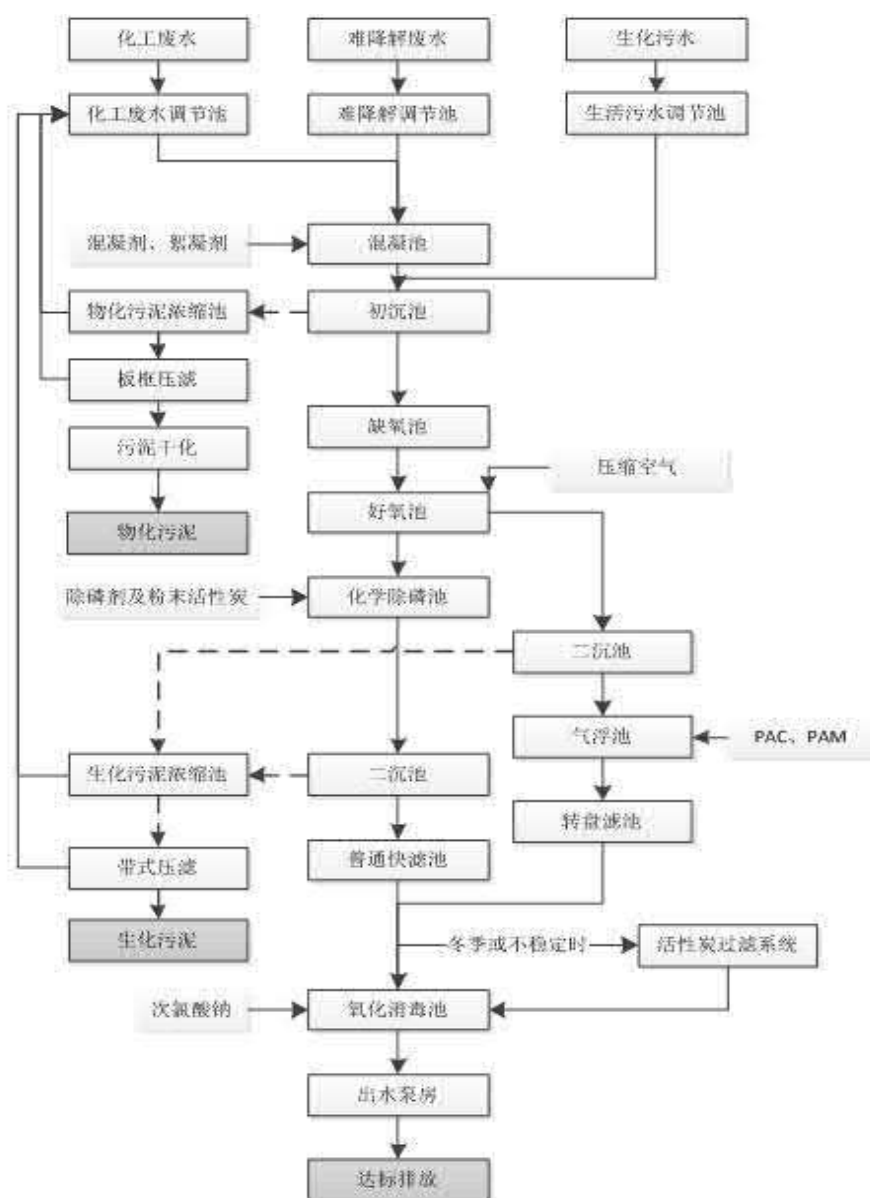 化工废水
难降解废水
生化污水
化工废水调节池
难降解调节池
生活污水调节池
混凝剂、絮凝剂
混凝池
物化污泥浓缩池
初沉池
板框压滤
缺氧池
污泥干化
压缩空气
好氧池
物化污泥
除磷剂及粉末活性炭
化学除磷池
二沉池
气浮池
PAC、PAM
生化污泥浓缩池
二沉池
转盘滤池
带式压滤
普通快滤池
生化污泥
冬季或不稳定时
活性炭过滤系统
次氯酸钠
氧化消毒池
出水泵房
达标排放